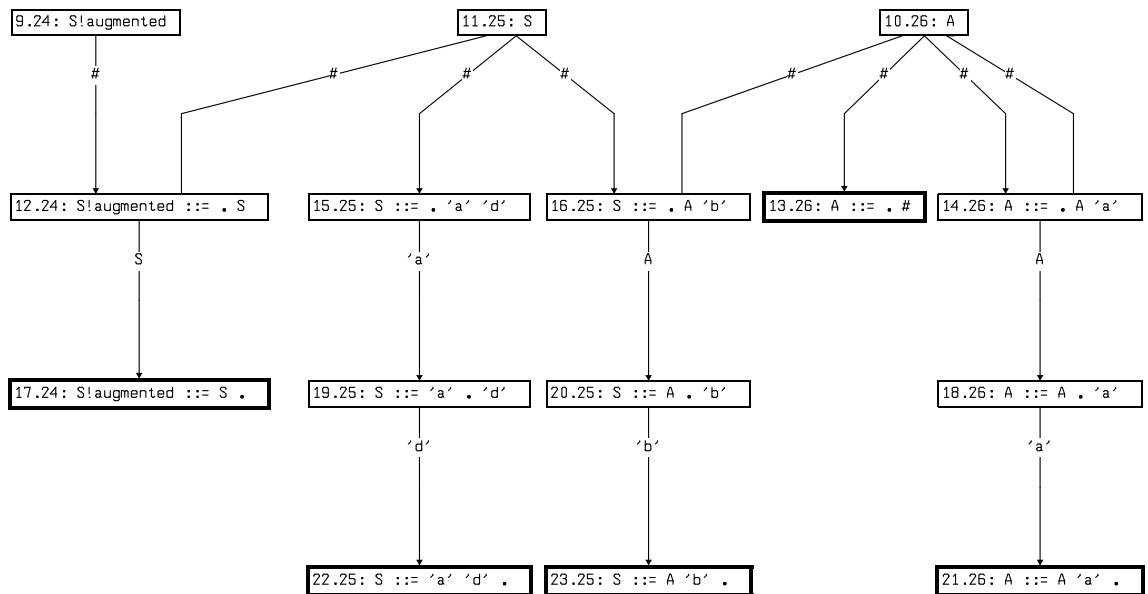 9.24: S!augmented
11.25: S
10.26: A
#
#
#
#
#
#
#
#
12.24: S!augmented ::= . S
15.25: S ::= . 'a' 'd'
16.25: S ::= . A 'b'
13.26: A ::= . #
14.26: A ::= . A 'a'
S
'a'
A
A
17.24: S!augmented ::= S .
19.25: S ::= 'a' . 'd'
20.25: S ::= A . 'b'
18.26: A ::= A . 'a'
'd'
'b'
'a'
22.25: S ::= 'a' 'd' .
23.25: S ::= A 'b' .
21.26: A ::= A 'a' .